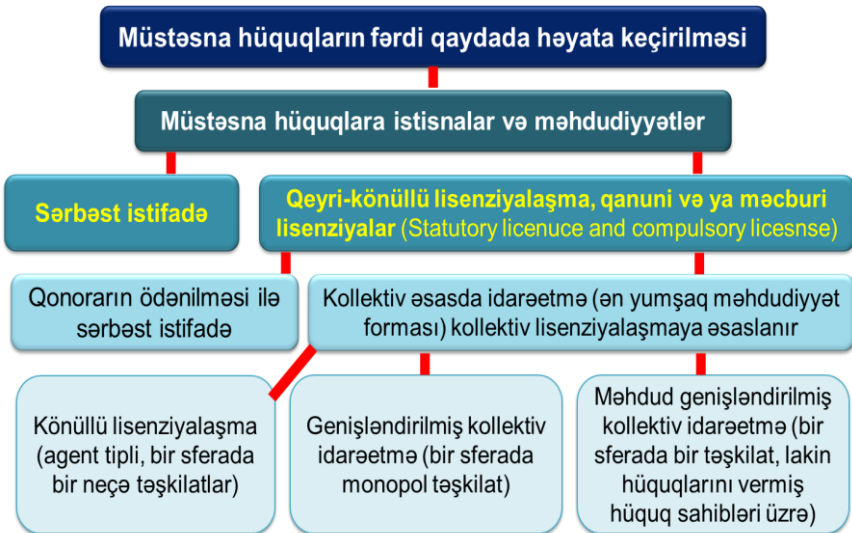 Müstəsna hüquqların fərdi qaydada həyata keçirilməsi
Müstəsna hüquqlara istisnalar və məhdudiyyətlər
Sərbəst istifadə
Qeyri-könüllü lisenziyalaşma, qanuni və ya məcburi
lisenziyalar (Statutory licenuce and compulsory licesnse)
Qonorarın ödənilməsi ilə
sərbəst istifadə
Kollektiv əsasda idarəetmə (ən yumşaq məhdudiyyət
forması) kollektiv lisenziyalaşmaya əsaslanır
Könüllü lisenziyalaşma
(agent tipli, bir sferada
bir neçə təşkilatlar)
Genişləndirilmiş kollektiv
idarəetmə (bir sferada
monopol təşkilat)
Məhdud genişləndirilmiş
kollektiv idarəetmə (bir
sferada bir təşkilat, lakin
hüquqlarını vermiş
hüquq sahibləri üzrə)